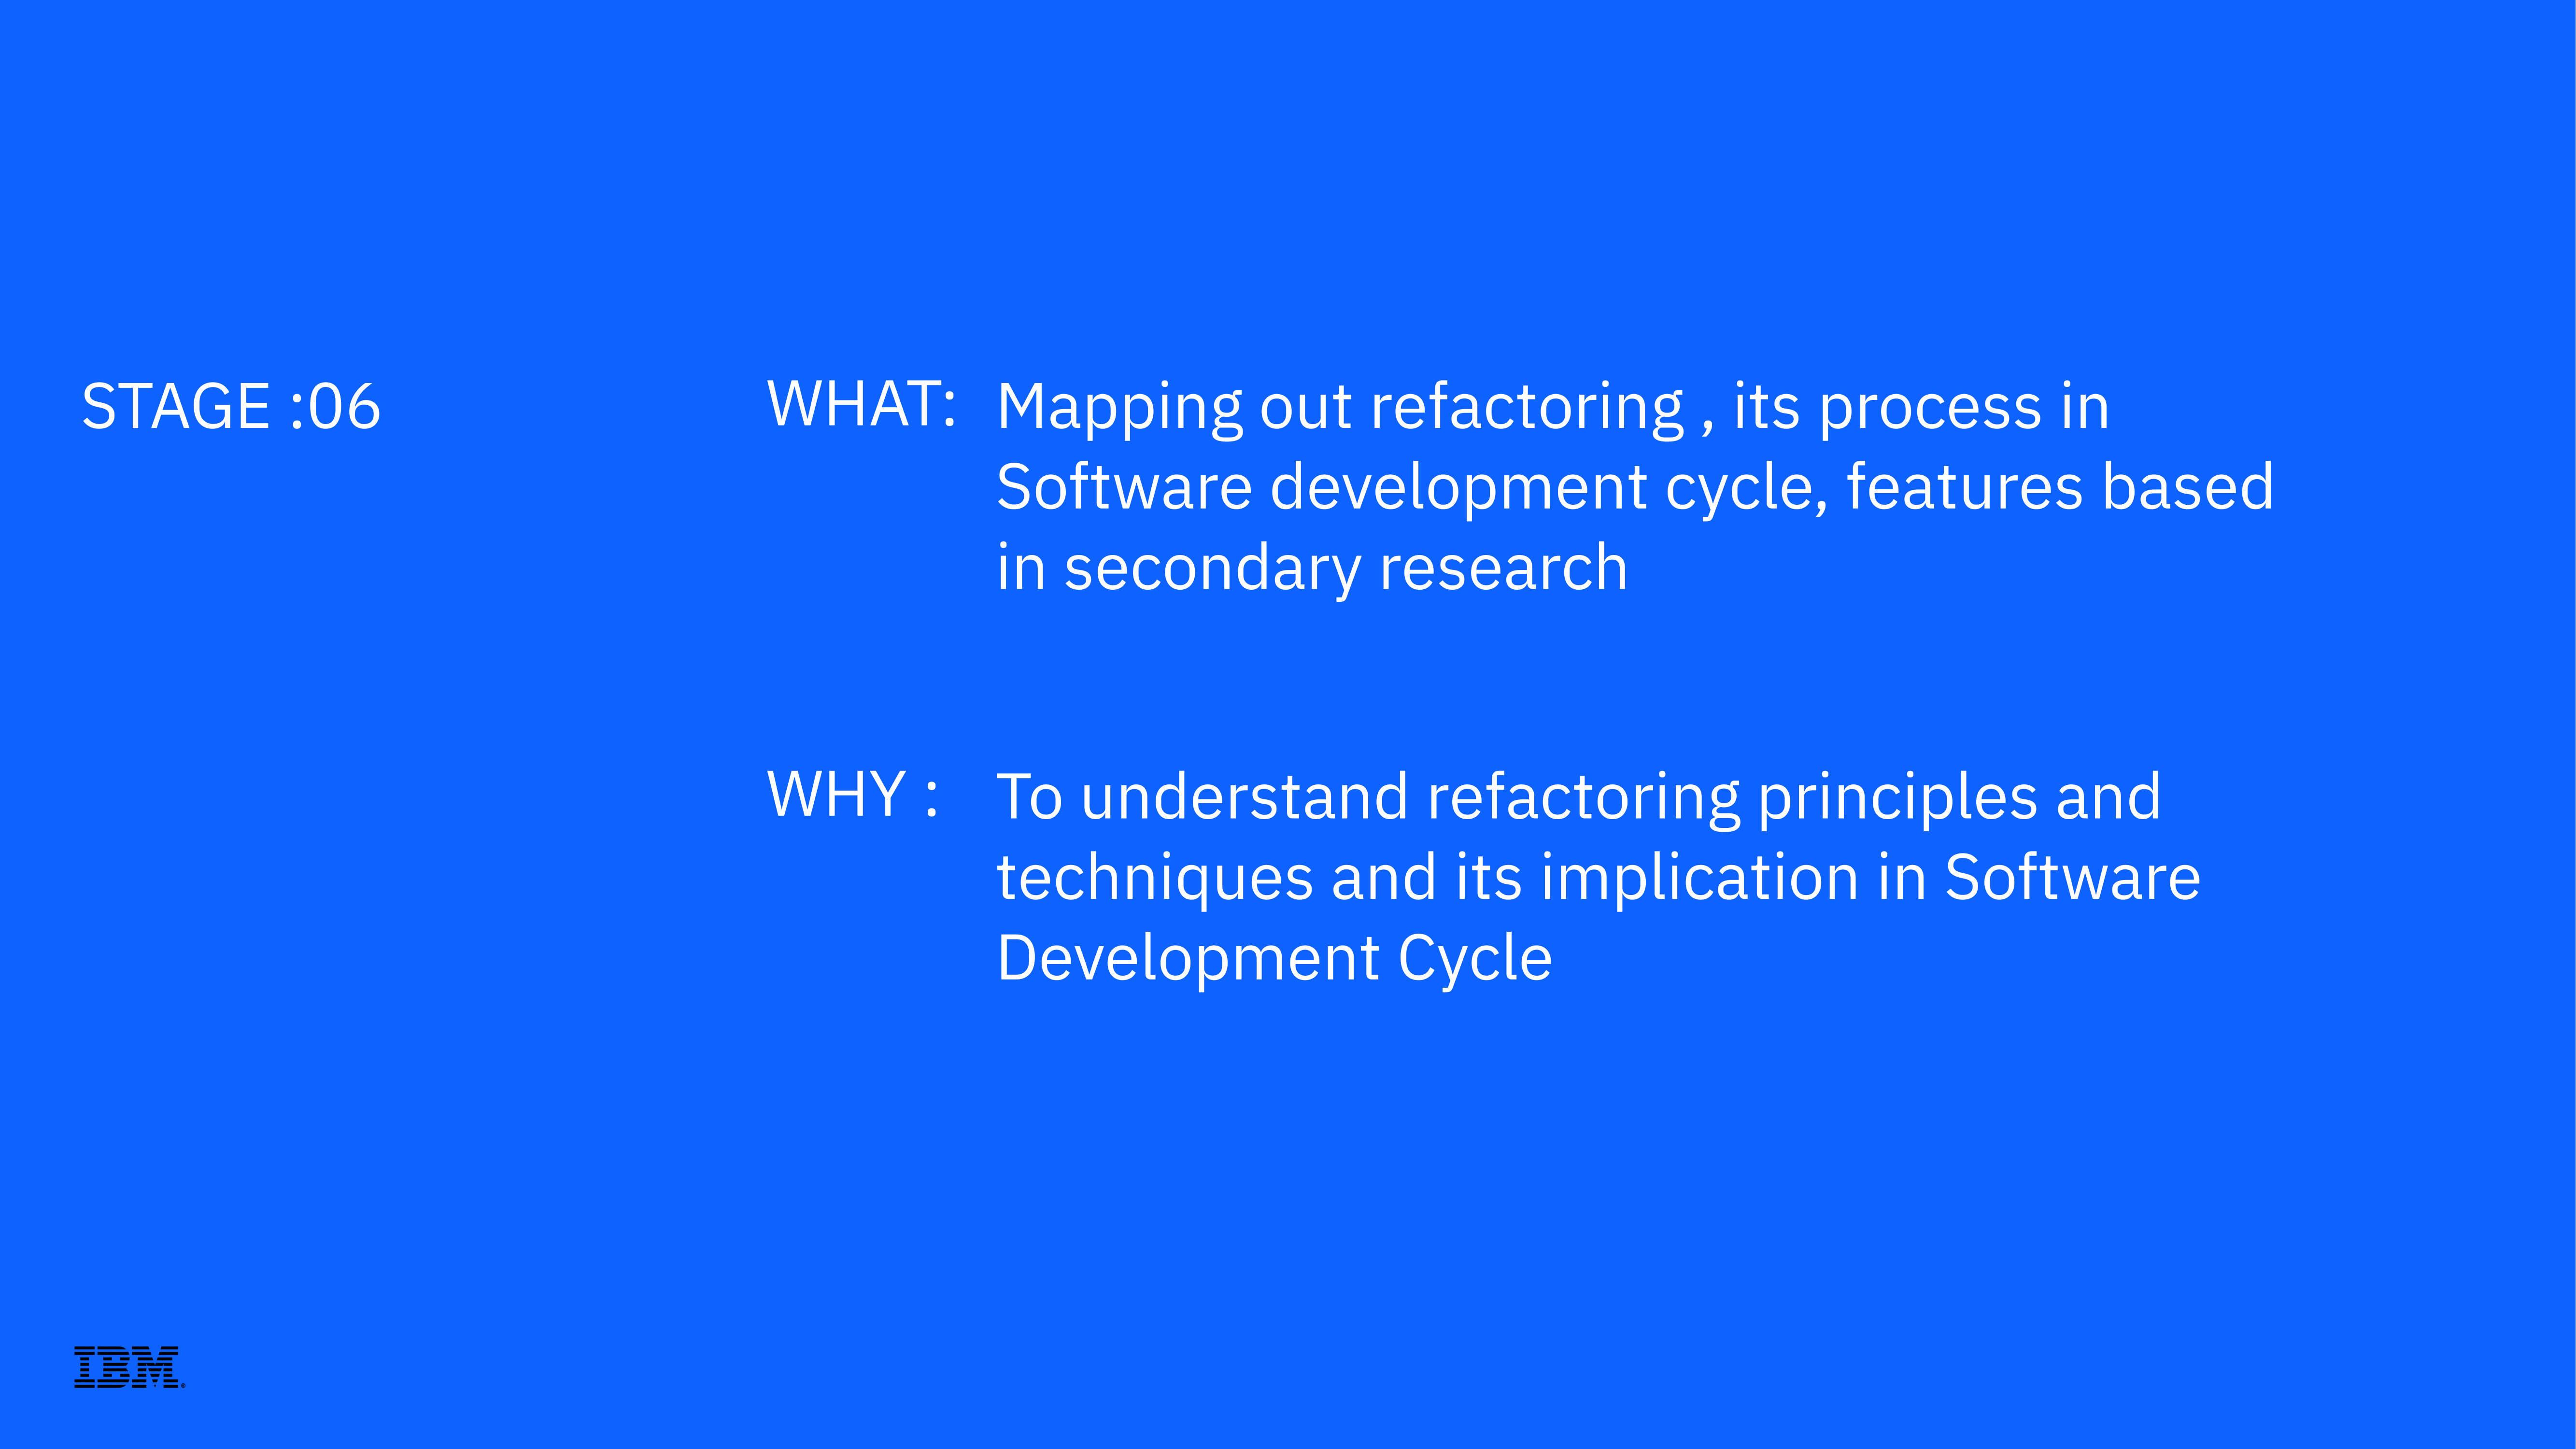 STAGE :06
WHAT:
Mapping out refactoring , its process in
Software development cycle, features based
in secondary research
WHY :
To understand refactoring principles and
techniques and its implication in Software
Development Cycle
IBM®